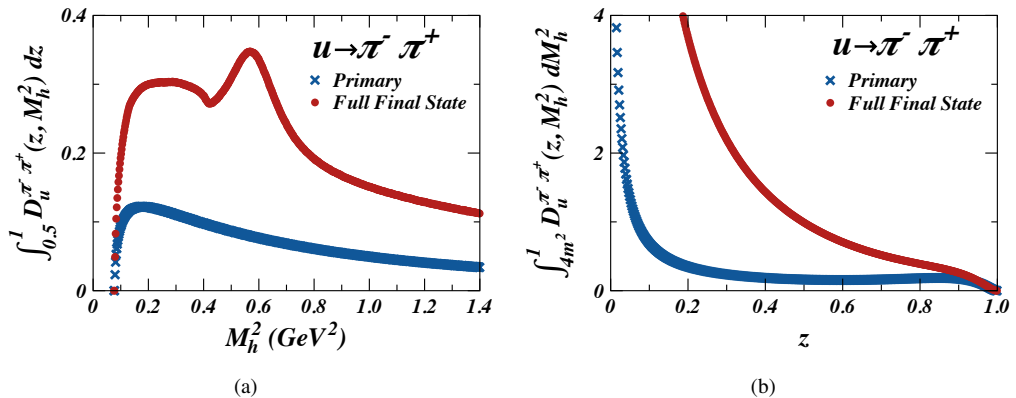 ∫_{0.5}^{1} D_u^{π⁻ π⁺}(z, M_h^2) dz
0.4
0.2
0
u→π⁻ π⁺
Primary
Full Final State
0 0.2 0.4 0.6 0.8 1.0 1.2 1.4
M_h^2 (GeV^2)
(a)
∫_{4m^2}^{1} D_u^{π⁻ π⁺}(z, M_h^2) dM_h^2
4
2
0
u→π⁻ π⁺
Primary
Full Final State
0 0.2 0.4 0.6 0.8 1.0
z
(b)